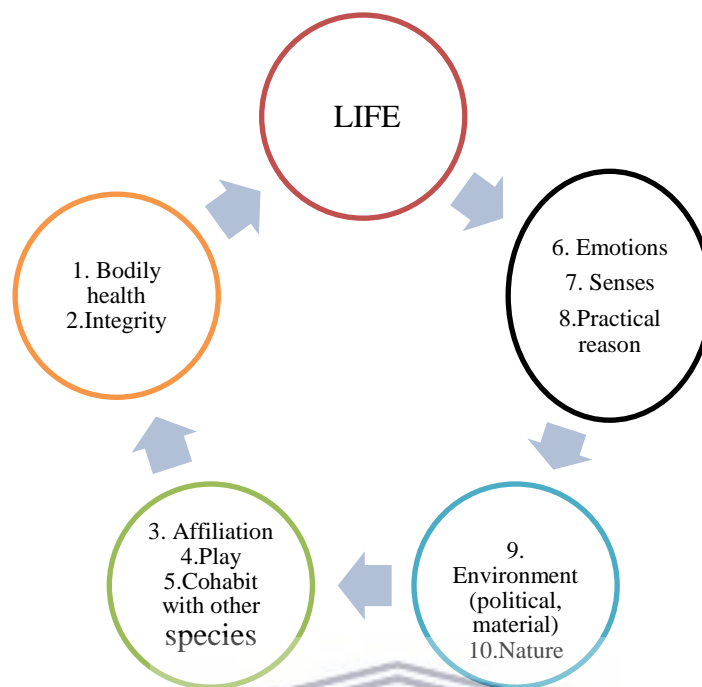 LIFE
6. Emotions
7. Senses
8.Practical
reason
9.
Environment
(political,
material)
10.Nature
3. Affiliation
4.Play
5.Cohabit
with other
species
1. Bodily
health
2.Integrity